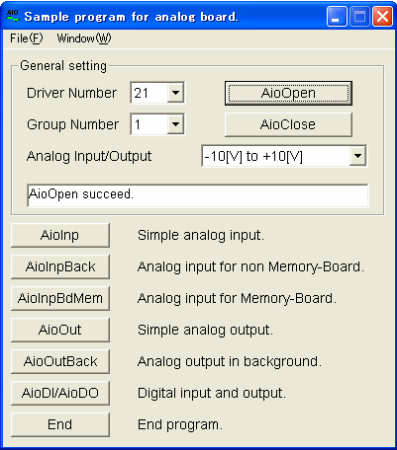 Sample program for analog board.
File(F) Window(W)
General setting
Driver Number 21 AioOpen
Group Number 1 AioClose
Analog Input/Output -10[V] to +10[V]
AioOpen succeed.
AioInp Simple analog input.
AioInpBack Analog input for non Memory-Board.
AioInpBdMem Analog input for Memory-Board.
AioOut Simple analog output.
AioOutBack Analog output in background.
AioDI/AioDO Digital input and output.
End End program.